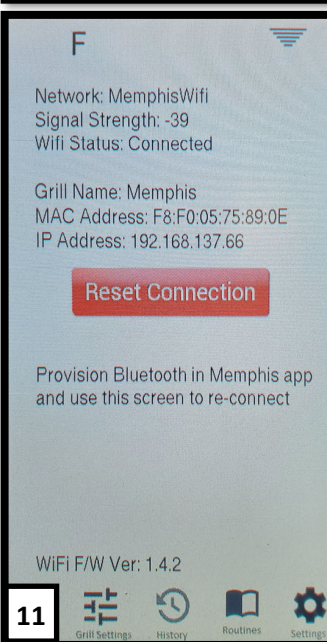 F
Network: MemphisWifi
Signal Strength: -39
Wifi Status: Connected
Grill Name: Memphis
MAC Address: F8:F0:05:75:89:0E
IP Address: 192.168.137.66
Reset Connection
Provision Bluetooth in Memphis app
and use this screen to re-connect
WiFi F/W Ver: 1.4.2
11
Grill Settings History Routines Settings